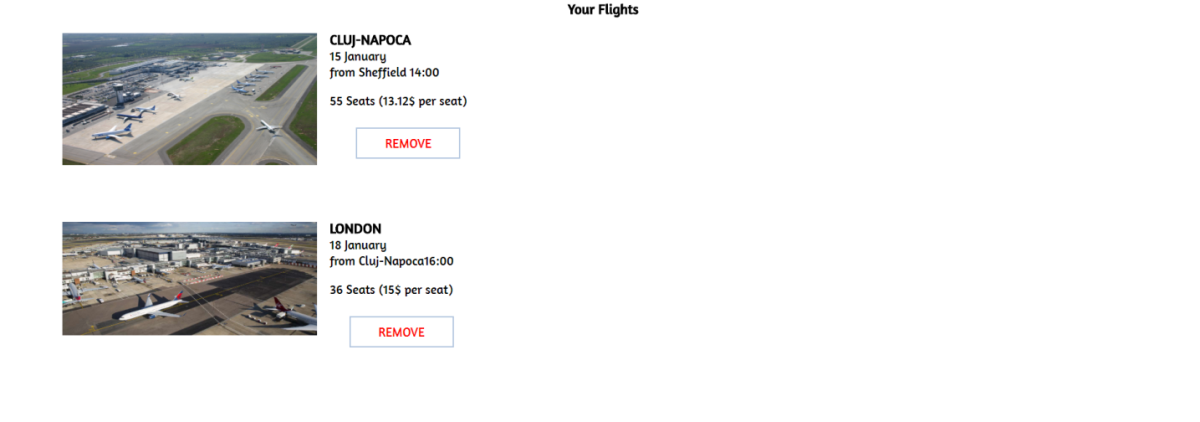 Your Flights
CLUJ-NAPOCA
15 January
from Sheffield 14:00
55 Seats (13.12$ per seat)
REMOVE
LONDON
18 January
from Cluj-Napoca16:00
36 Seats (15$ per seat)
REMOVE